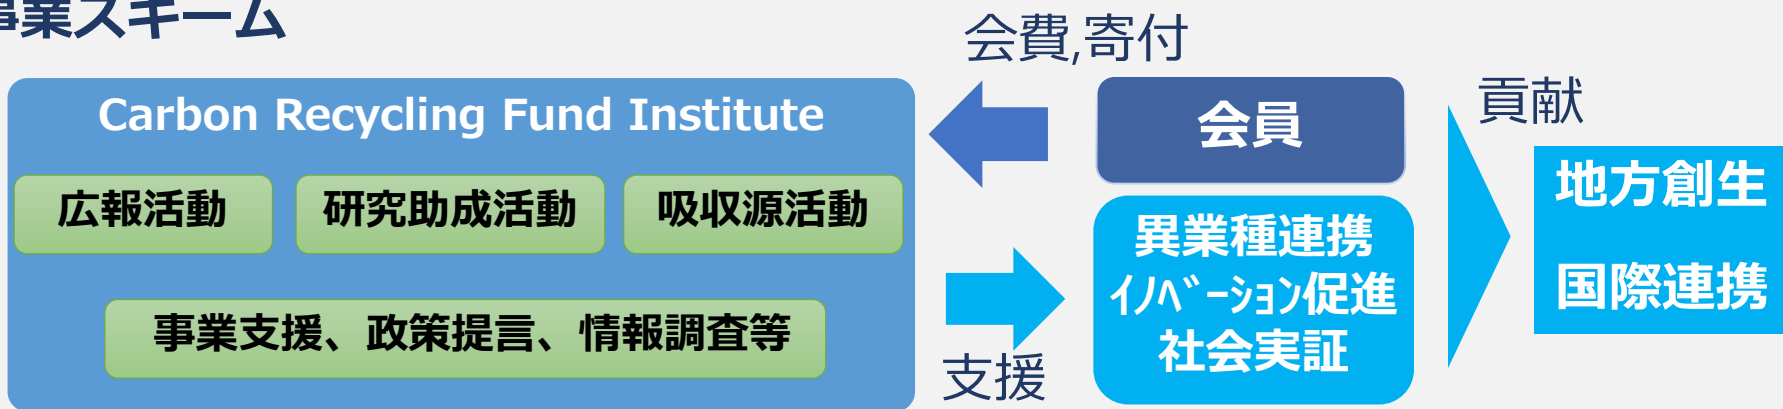 事業スキーム
会費,寄付
Carbon Recycling Fund Institute
会員
貢献
広報活動
研究助成活動
吸収源活動
地方創生
異業種連携
ｲﾉﾍﾞｰｼｮﾝ促進
社会実証
国際連携
事業支援、政策提言、情報調査等
支援